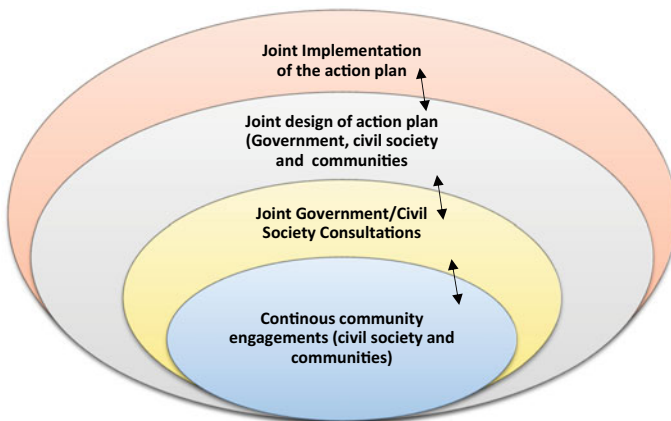 Joint Implementation
of the action plan
Joint design of action plan
(Government, civil society
and communities
Joint Government/Civil
Society Consultations
Continous community
engagements (civil society and
communities)